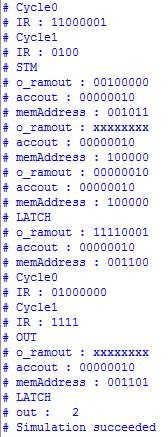 # Cycle0
# IR : 11000001
# Cycle1
# IR : 0100
# STM
# o_ramout : 00100000
# accout : 00000010
# memAddress : 001011
# o_ramout : xxxxxxxx
# accout : 00000010
# memAddress : 100000
# o_ramout : 00000010
# accout : 00000010
# memAddress : 100000
# LATCH
# o_ramout : 11110001
# accout : 00000010
# memAddress : 001100
# Cycle0
# IR : 01000000
# Cycle1
# IR : 1111
# OUT
# o_ramout : xxxxxxxx
# accout : 00000010
# memAddress : 001101
# LATCH
# out :   2
# Simulation succeeded